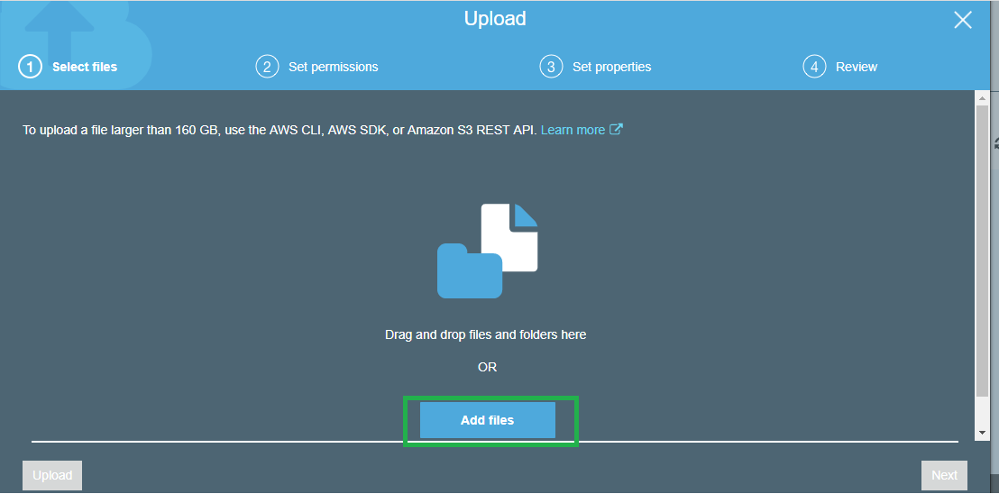 Upload
1 Select files
2 Set permissions
3 Set properties
4 Review
To upload a file larger than 160 GB, use the AWS CLI, AWS SDK, or Amazon S3 REST API. Learn more
Drag and drop files and folders here
OR
Add files
Upload
Next